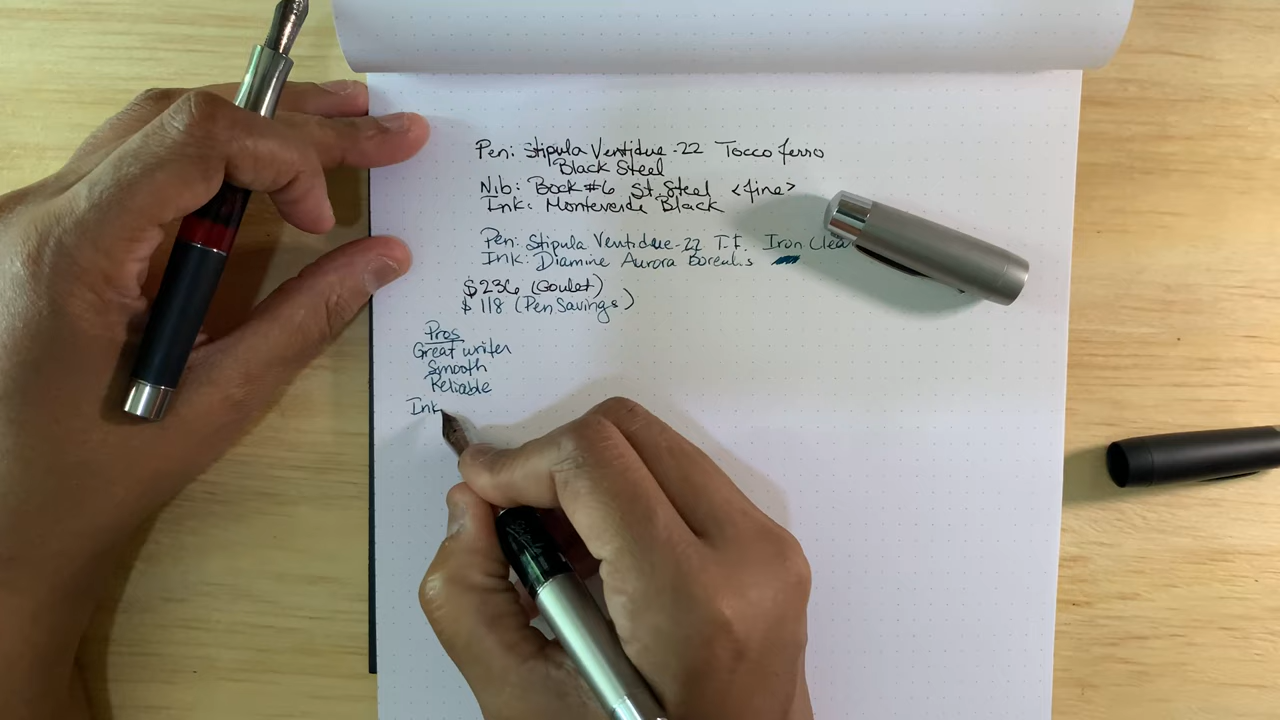 Pen: Stipula Ventidue-22 Tocco ferro
Black Steel
Nib: Bock #6 St. Steel <fine>
Ink: Monteverde Black
Pen: Stipula Ventidue-22 T.F. Iron Clea
Ink: Diamine Aurora Borealis
$236 (Goulet)
$118 (Pen Savings)
Pros
Great writer
Smooth
Reliable
Ink